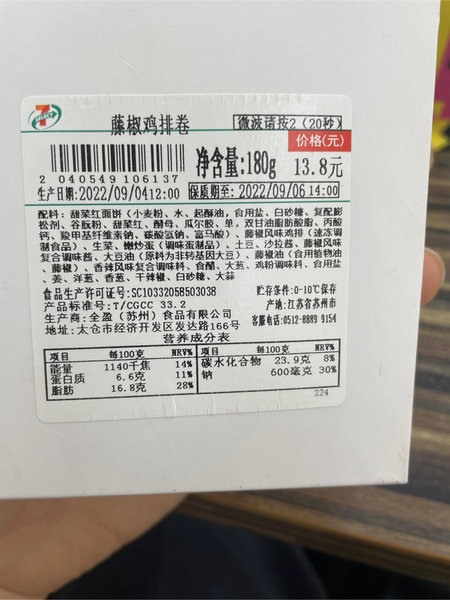 7
SELECT
藤椒鸡排卷
微波请按2（20秒）
价格(元)
净含量:180g
13.8元
2 040549 106137
生产日期:2022/09/04 12:00
保质期至:2022/09/06 14:00
配料: 甜菜红面饼（小麦粉、水、起酥油、食用盐、白砂糖、复配膨
松剂、谷朊粉、甜菜红、酵母、瓜尔胶、单，双甘油脂肪酸酯、丙酸
钙、羧甲基纤维素钠、碳酸氢钠、富马酸）、藤椒风味鸡排（速冻调
制食品）、生菜、嫩炒蛋（调味蛋制品）、土豆、沙拉酱、藤椒风味
复合调味酱、大豆油（原料为非转基因大豆）、藤椒油（食用植物油
、藤椒）、香辣风味复合调味料、食醋、大葱、鸡粉调味料、食用盐
、姜、洋葱、香葱、干辣椒、白砂糖、大蒜
食品生产许可证号: SC10332058503038
贮存条件:0-10℃保存
产品标准号: T/CGCC 33.2
产地:江苏省苏州市
生产商: 全盈（苏州）食品有限公司
客服电话:0512-8889 9154
地址:太仓市经济开发区发达路166号
营养成分表
项目 每100克 NRV% 项目 每100克 NRV%
能量 1140千焦 14% 碳水化合物 23.9克 8%
蛋白质 6.6克 11% 钠 600毫克 30%
脂肪 16.8克 28%
224